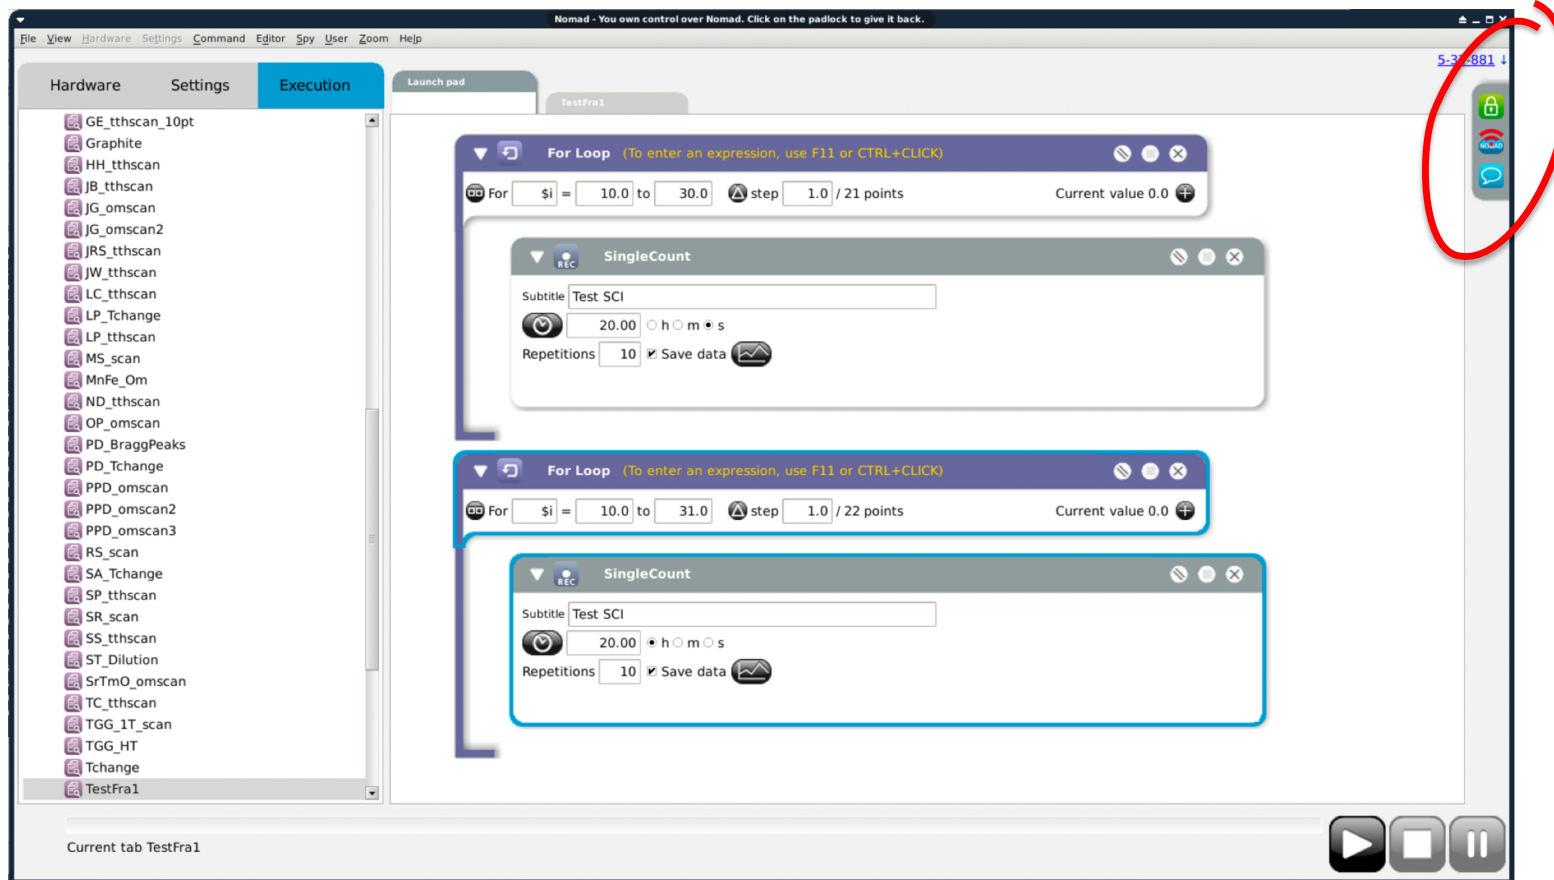 Nomad - You own control over Nomad. Click on the padlock to give it back.
File View Hardware Settings Command Editor Spy User Zoom Help
Hardware Settings Execution
Launch pad
TestFra1
GE_tthscan_10pt
Graphite
HH_tthscan
JB_tthscan
JG_omscan
JG_omscan2
JRS_tthscan
JW_tthscan
LC_tthscan
LP_Tchange
LP_tthscan
MS_scan
MnFe_Om
ND_tthscan
OP_omscan
PD_BraggPeaks
PD_Tchange
PPD_omscan
PPD_omscan2
PPD_omscan3
RS_scan
SA_Tchange
SP_tthscan
SR_scan
SS_tthscan
ST_Dilution
SrTmO_omscan
TC_tthscan
TGG_1T_scan
TGG_HT
Tchange
TestFra1
For Loop (To enter an expression, use F11 or CTRL+CLICK)
For $i = 10.0 to 30.0 step 1.0 / 21 points Current value 0.0
REC SingleCount
Subtitle Test SCI
20.00 h m s
Repetitions 10 Save data
For Loop (To enter an expression, use F11 or CTRL+CLICK)
For $i = 10.0 to 31.0 step 1.0 / 22 points Current value 0.0
REC SingleCount
Subtitle Test SCI
20.00 h m s
Repetitions 10 Save data
NOMAD
Current tab TestFra1